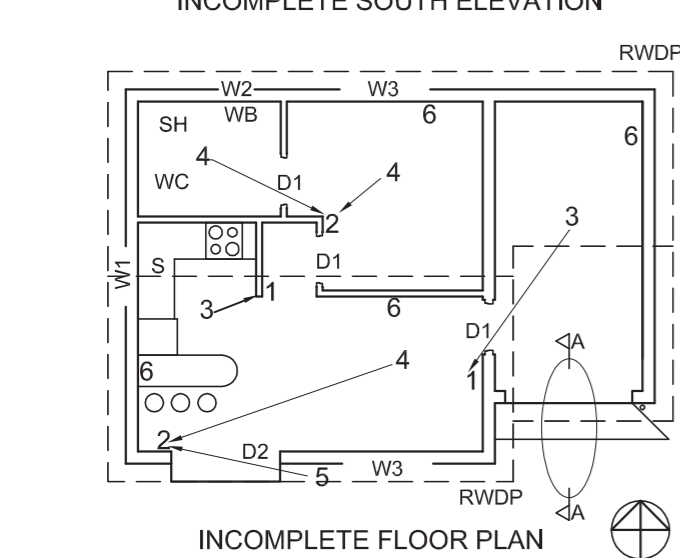 INCOMPLETE SOUTH ELEVATION
RWDP
W2 W3
SH WB 6 6
4
WC D1 4
2 3
W1 S D1
3 1 6
D1
A
6 4 1
2 D2
5 W3
RWDP
A
INCOMPLETE FLOOR PLAN